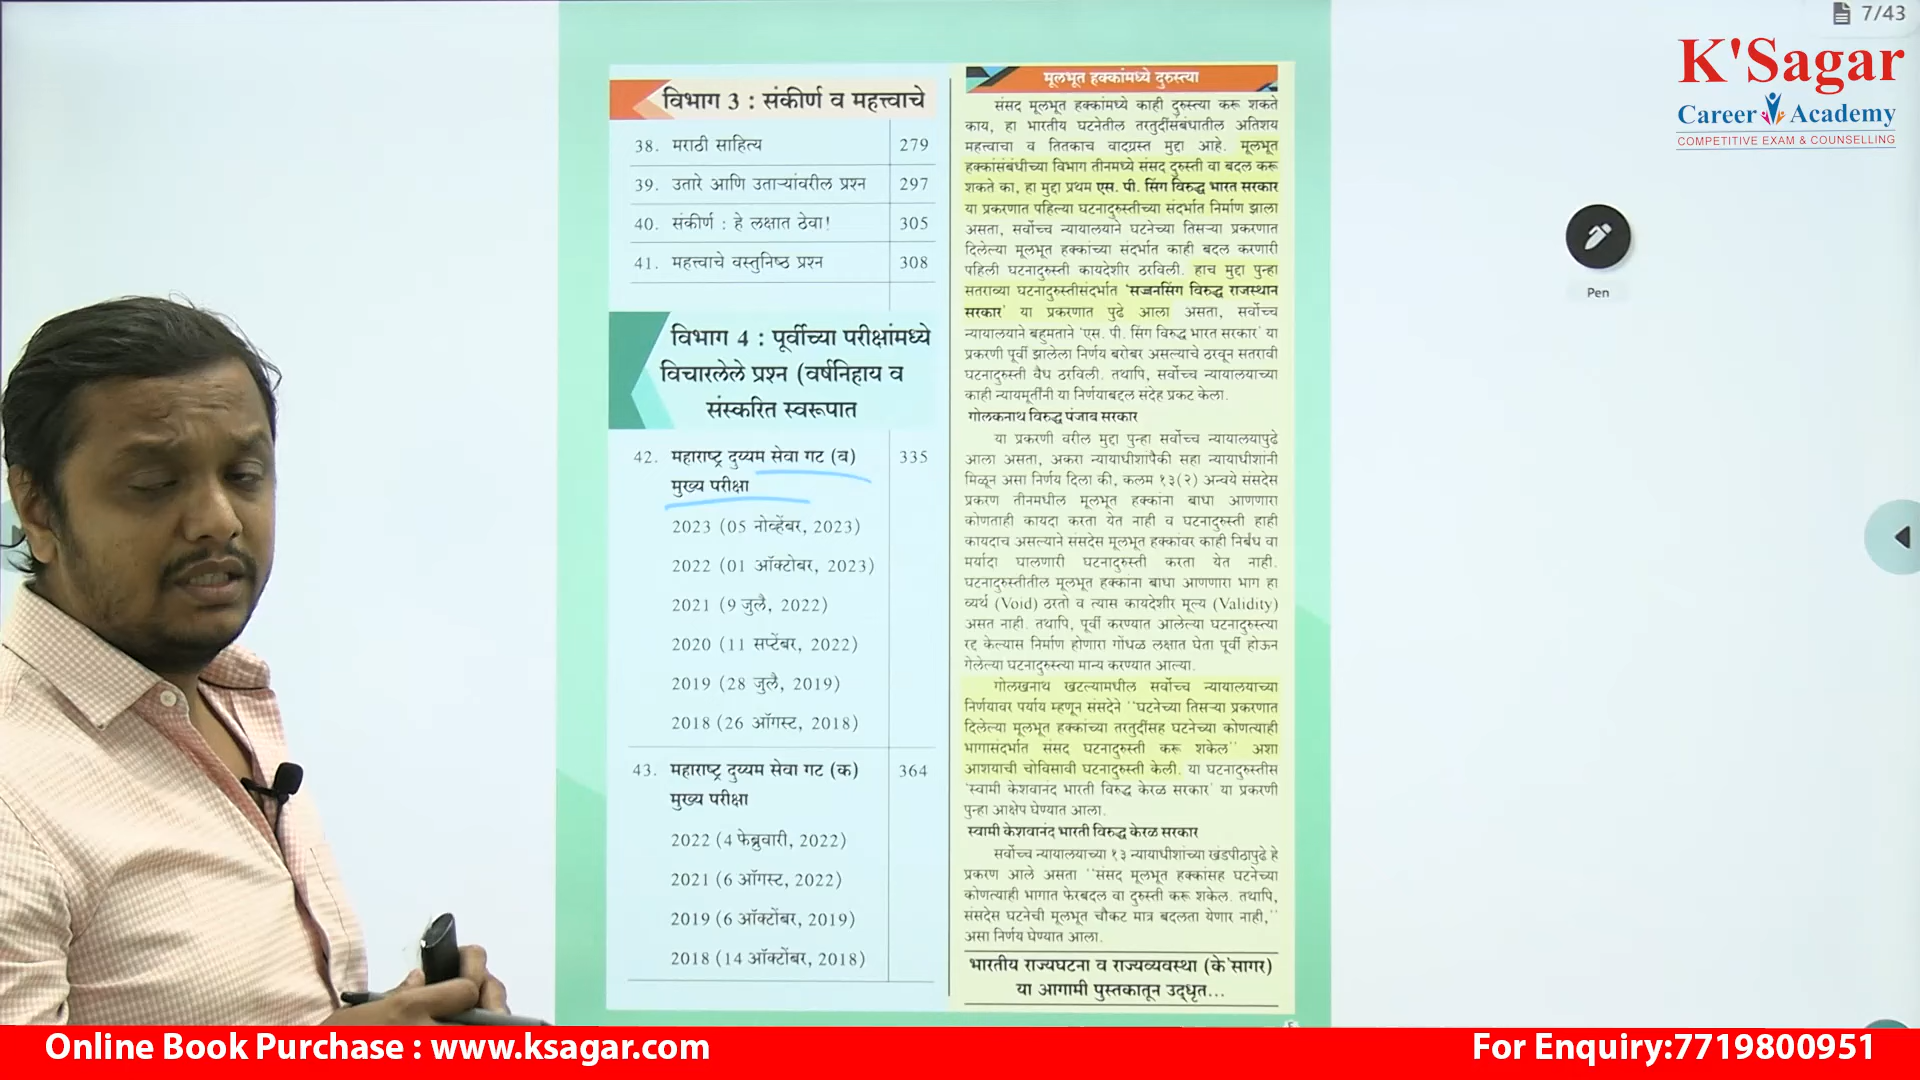 7/43
K'Sagar
Career Academy
COMPETITIVE EXAM & COUNSELLING
Pen
विभाग 3 : संकीर्ण व महत्त्वाचे
38. मराठी साहित्य 279
39. उतारे आणि उताऱ्यांवरील प्रश्न 297
40. संकीर्ण : हे लक्षात ठेवा! 305
41. महत्त्वाचे वस्तुनिष्ठ प्रश्न 308
विभाग 4 : पूर्वीच्या परीक्षांमध्ये
विचारलेले प्रश्न (वर्षनिहाय व
संस्करित स्वरूपात
42. महाराष्ट्र दुय्यम सेवा गट (ब) 335
मुख्य परीक्षा
2023 (05 नोव्हेंबर, 2023)
2022 (01 ऑक्टोबर, 2023)
2021 (9 जुलै, 2022)
2020 (11 सप्टेंबर, 2022)
2019 (28 जुलै, 2019)
2018 (26 ऑगस्ट, 2018)
43. महाराष्ट्र दुय्यम सेवा गट (क) 364
मुख्य परीक्षा
2022 (4 फेब्रुवारी, 2022)
2021 (6 ऑगस्ट, 2022)
2019 (6 ऑक्टोंबर, 2019)
2018 (14 ऑक्टोंबर, 2018)
मूलभूत हक्कांमध्ये दुरुस्त्या
संसद मूलभूत हक्कांमध्ये काही दुरुस्त्या करू शकते
काय, हा भारतीय घटनेतील तरतुदींसंबंधातील अतिशय
महत्त्वाचा व तितकाच वादग्रस्त मुद्दा आहे. मूलभूत
हक्कांसंबंधीच्या विभाग तीनमध्ये संसद दुरुस्ती वा बदल करू
शकते का, हा मुद्दा प्रथम एस. पी. सिंग विरुद्ध भारत सरकार
या प्रकरणात पहिल्या घटनादुरुस्तीच्या संदर्भात निर्माण झाला
असता, सर्वोच्च न्यायालयाने घटनेच्या तिसऱ्या प्रकरणात
दिलेल्या मूलभूत हक्कांच्या संदर्भात काही बदल करणारी
पहिली घटनादुरुस्ती कायदेशीर ठरविली. हाच मुद्दा पुन्हा
सतराव्या घटनादुरुस्तीसंदर्भात 'सज्जनसिंग विरुद्ध राजस्थान
सरकार' या प्रकरणात पुढे आला असता, सर्वोच्च
न्यायालयाने बहुमताने 'एस. पी. सिंग विरुद्ध भारत सरकार' या
प्रकरणी पूर्वी झालेला निर्णय बरोबर असल्याचे ठरवून सतरावी
घटनादुरुस्ती वैध ठरविली. तथापि, सर्वोच्च न्यायालयाच्या
काही न्यायमूर्तींनी या निर्णयाबद्दल संदेह प्रकट केला.
गोलकनाथ विरुद्ध पंजाब सरकार
या प्रकरणी वरील मुद्दा पुन्हा सर्वोच्च न्यायालयापुढे
आला असता, अकरा न्यायाधीशांपैकी सहा न्यायाधीशांनी
मिळून असा निर्णय दिला की, कलम १३(२) अन्वये संसदेस
प्रकरण तीनमधील मूलभूत हक्कांना बाधा आणणारा
कोणताही कायदा करता येत नाही व घटनादुरुस्ती हाही
कायदाच असल्याने संसदेस मूलभूत हक्कांवर काही निर्बंध वा
मर्यादा घालणारी घटनादुरुस्ती करता येत नाही.
घटनादुरुस्तीतील मूलभूत हक्कांना बाधा आणणारा भाग हा
व्यर्थ (Void) ठरतो व त्यास कायदेशीर मूल्य (Validity)
असत नाही. तथापि, पूर्वी करण्यात आलेल्या घटनादुरुस्त्या
रद्द केल्यास निर्माण होणारा गोंधळ लक्षात घेता पूर्वी होऊन
गेलेल्या घटनादुरुस्त्या मान्य करण्यात आल्या.
गोलखनाथ खटल्यामधील सर्वोच्च न्यायालयाच्या
निर्णयावर पर्याय म्हणून संसदेने "घटनेच्या तिसऱ्या प्रकरणात
दिलेल्या मूलभूत हक्कांच्या तरतुदींसह घटनेच्या कोणत्याही
भागासंदर्भात संसद घटनादुरुस्ती करू शकेल" अशा
आशयाची चोविसावी घटनादुरुस्ती केली. या घटनादुरुस्तीस
'स्वामी केशवानंद भारती विरुद्ध केरळ सरकार' या प्रकरणी
पुन्हा आक्षेप घेण्यात आला.
स्वामी केशवानंद भारती विरुद्ध केरळ सरकार
सर्वोच्च न्यायालयाच्या १३ न्यायाधीशांच्या खंडपीठापुढे हे
प्रकरण आले असता "संसद मूलभूत हक्कांसह घटनेच्या
कोणत्याही भागात फेरबदल वा दुरुस्ती करू शकेल. तथापि,
संसदेस घटनेची मूलभूत चौकट मात्र बदलता येणार नाही,"
असा निर्णय घेण्यात आला.
भारतीय राज्यघटना व राज्यव्यवस्था (के'सागर)
या आगामी पुस्तकातून उद्धृत...
Online Book Purchase : www.ksagar.com
For Enquiry:7719800951